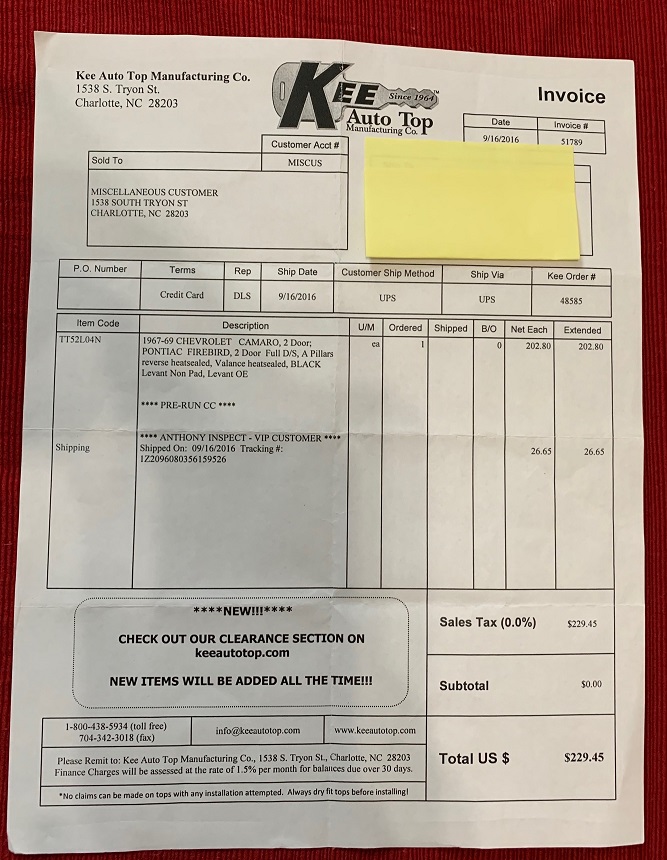 Kee Auto Top Manufacturing Co.
1538 S. Tryon St.
Charlotte, NC 28203
KEE
Since 1964
TM
Auto Top
Manufacturing Co.
Invoice
Date
Invoice #
9/16/2016
51789
Customer Acct #
Sold To
MISCUS
MISCELLANEOUS CUSTOMER
1538 SOUTH TRYON ST
CHARLOTTE, NC 28203
P.O. Number
Terms
Rep
Ship Date
Customer Ship Method
Ship Via
Kee Order #
Credit Card
DLS
9/16/2016
UPS
UPS
48585
Item Code
Description
U/M
Ordered
Shipped
B/O
Net Each
Extended
TT52L04N
1967-69 CHEVROLET CAMARO, 2 Door;
PONTIAC FIREBIRD, 2 Door Full D/S, A Pillars
reverse heatsealed, Valance heatsealed, BLACK
Levant Non Pad, Levant OE
ea
1
0
202.80
202.80
**** PRE-RUN CC ****
**** ANTHONY INSPECT - VIP CUSTOMER ****
Shipping
Shipped On: 09/16/2016 Tracking #:
1Z2096080356159526
26.65
26.65
****NEW!!!****
CHECK OUT OUR CLEARANCE SECTION ON
keeautotop.com
NEW ITEMS WILL BE ADDED ALL THE TIME!!!
Sales Tax (0.0%)
$229.45
Subtotal
$0.00
Total US $
$229.45
1-800-438-5934 (toll free)
704-342-3018 (fax)
info@keeautotop.com
www.keeautotop.com
Please Remit to: Kee Auto Top Manufacturing Co., 1538 S. Tryon St., Charlotte, NC 28203
Finance Charges will be assessed at the rate of 1.5% per month for balances due over 30 days.
*No claims can be made on tops with any installation attempted. Always dry fit tops before installing!